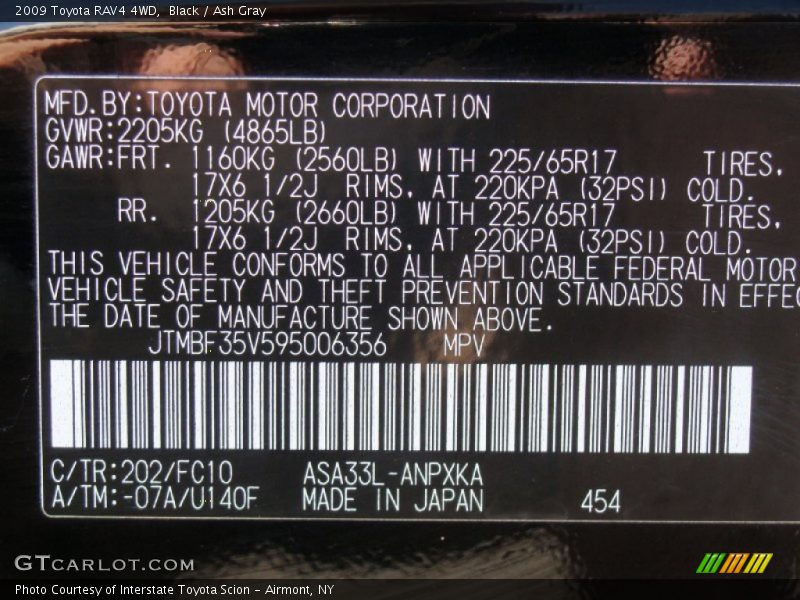 2009 Toyota RAV4 4WD,  Black / Ash Gray
MFD.BY:TOYOTA MOTOR CORPORATION
GVWR:2205KG (4865LB)
GAWR:FRT. 1160KG (2560LB) WITH 225/65R17 TIRES,
17X6 1/2J RIMS, AT 220KPA (32PSI) COLD.
RR. 1205KG (2660LB) WITH 225/65R17 TIRES,
17X6 1/2J RIMS, AT 220KPA (32PSI) COLD.
THIS VEHICLE CONFORMS TO ALL APPLICABLE FEDERAL MOTOR
VEHICLE SAFETY AND THEFT PREVENTION STANDARDS IN EFFEC
THE DATE OF MANUFACTURE SHOWN ABOVE.
JTMBF35V595006356 MPV
C/TR:202/FC10 ASA33L-ANPXKA
A/TM:-07A/U140F MADE IN JAPAN 454
GTCARLOT.COM
Photo Courtesy of Interstate Toyota Scion - Airmont, NY